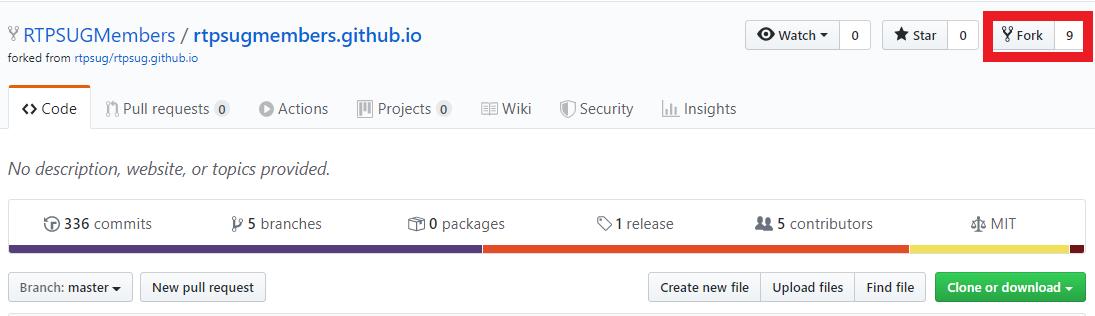 RTPSUGMembers / rtpsugmembers.github.io Watch 0 Star 0 Fork 9
forked from rtpsug/rtpsug.github.io
Code Pull requests 0 Actions Projects 0 Wiki Security Insights
No description, website, or topics provided.
336 commits 5 branches 0 packages 1 release 5 contributors MIT
Branch: master New pull request Create new file Upload files Find file Clone or download